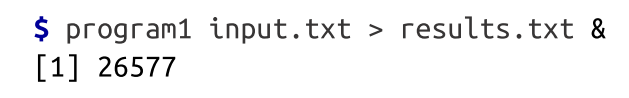 $ program1 input.txt > results.txt &
[1] 26577